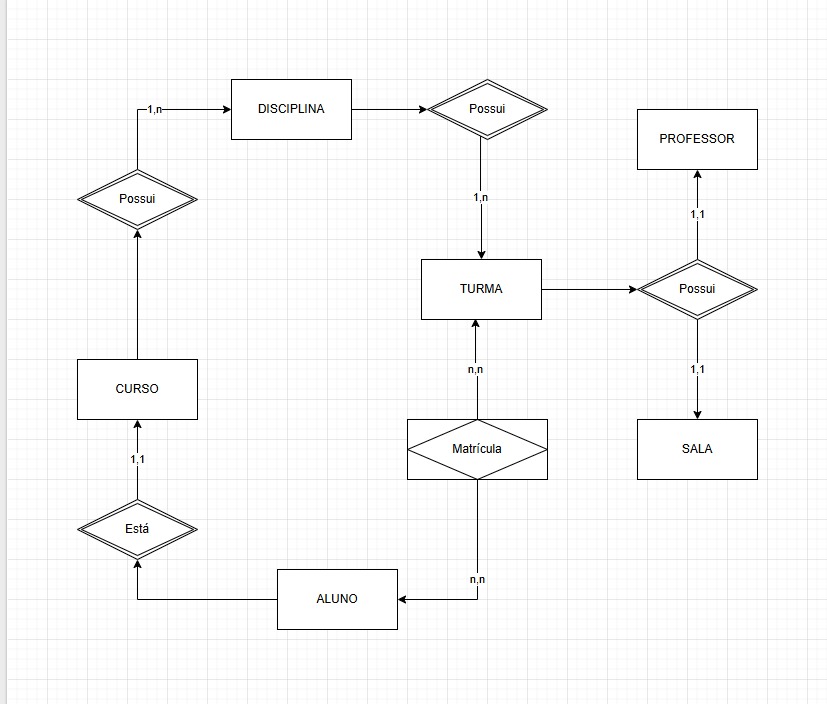 1,n
DISCIPLINA
Possui
PROFESSOR
Possui
1,n
1,1
TURMA
Possui
n,n
1,1
CURSO
Matrícula
SALA
1,1
Está
n,n
ALUNO